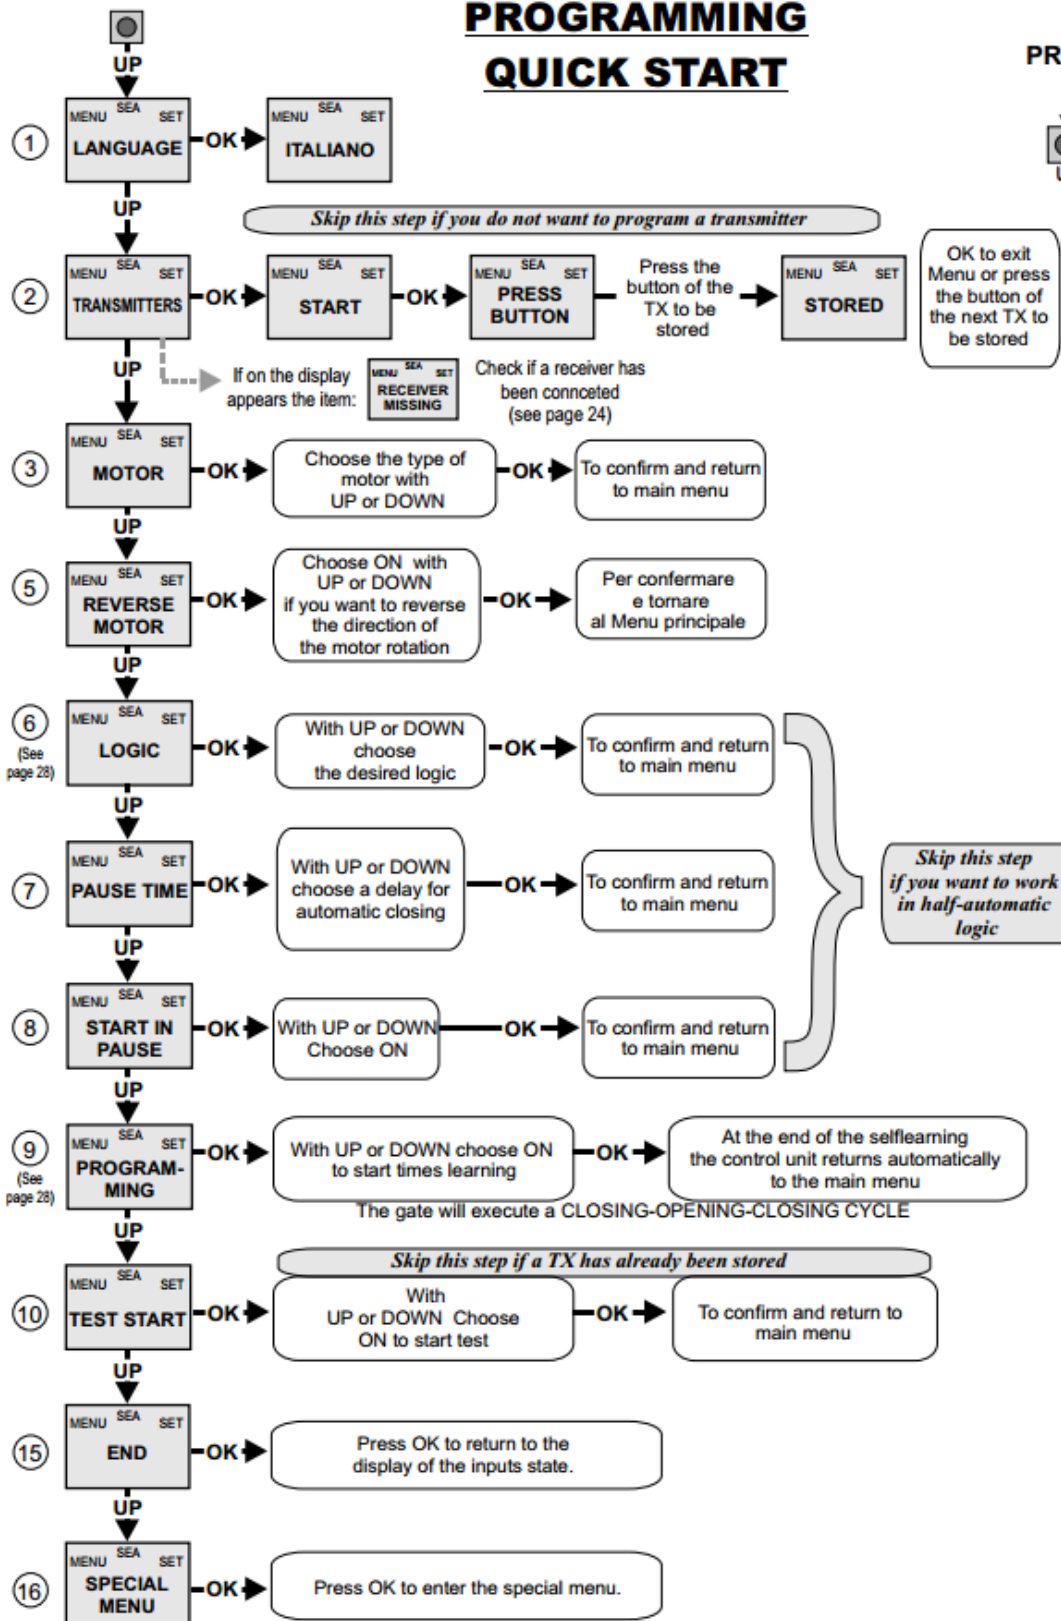 PROGRAMMING
QUICK START
PR
UP
1
MENU SEA SET
LANGUAGE
OK
MENU SEA SET
ITALIANO
UP
Skip this step if you do not want to program a transmitter
2
MENU SEA SET
TRANSMITTERS
OK
MENU SEA SET
START
OK
MENU SEA SET
PRESS
BUTTON
Press the
button of the
TX to be
stored
MENU SEA SET
STORED
OK to exit
Menu or press
the button of
the next TX to
be stored
UP
If on the display
appears the item:
MENU SEA SET
RECEIVER
MISSING
Check if a receiver has
been connceted
(see page 24)
3
MENU SEA SET
MOTOR
OK
Choose the type of
motor with
UP or DOWN
OK
To confirm and return
to main menu
UP
5
MENU SEA SET
REVERSE
MOTOR
OK
Choose ON with
UP or DOWN
if you want to reverse
the direction of
the motor rotation
OK
Per confermare
e tornare
al Menu principale
UP
6
(See
page 28)
MENU SEA SET
LOGIC
OK
With UP or DOWN
choose
the desired logic
OK
To confirm and return
to main menu
UP
7
MENU SEA SET
PAUSE TIME
OK
With UP or DOWN
choose a delay for
automatic closing
OK
To confirm and return
to main menu
Skip this step
if you want to work
in half-automatic
logic
UP
8
MENU SEA SET
START IN
PAUSE
OK
With UP or DOWN
Choose ON
OK
To confirm and return
to main menu
UP
9
(See
page 28)
MENU SEA SET
PROGRAM-
MING
OK
With UP or DOWN choose ON
to start times learning
OK
At the end of the selflearning
the control unit returns automatically
to the main menu
The gate will execute a CLOSING-OPENING-CLOSING CYCLE
UP
Skip this step if a TX has already been stored
10
MENU SEA SET
TEST START
OK
With
UP or DOWN Choose
ON to start test
OK
To confirm and return to
main menu
UP
15
MENU SEA SET
END
OK
Press OK to return to the
display of the inputs state.
UP
16
MENU SEA SET
SPECIAL
MENU
OK
Press OK to enter the special menu.